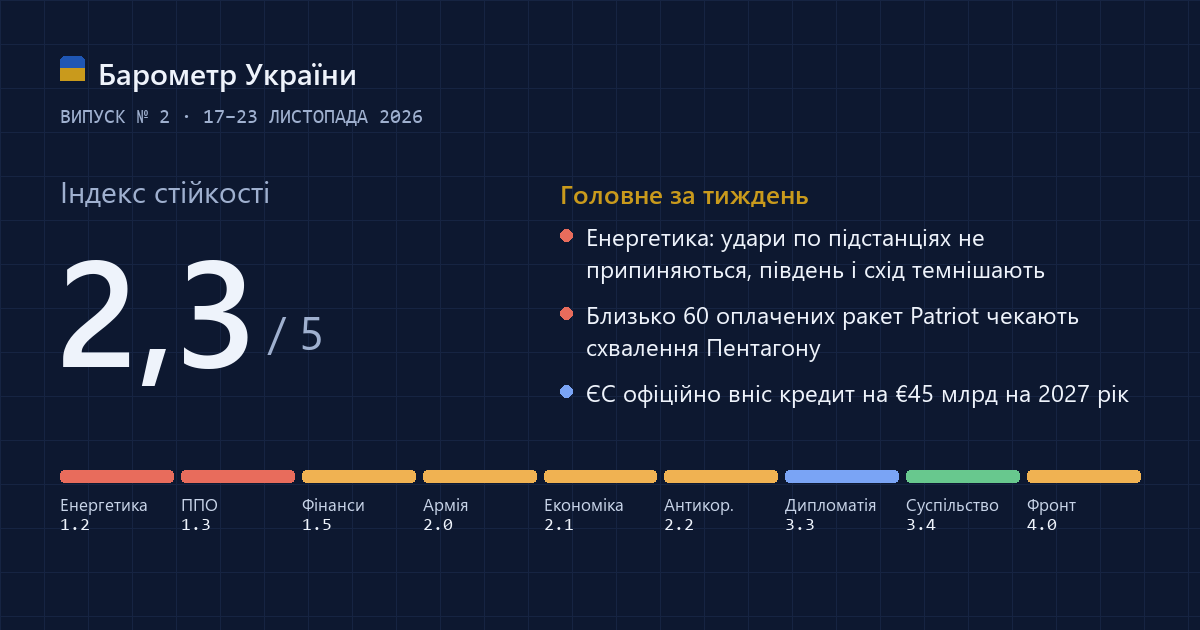 Барометр України
ВИПУСК № 2 · 17–23 ЛИСТОПАДА 2026
Індекс стійкості
2,3 / 5
Головне за тиждень
Енергетика: удари по підстанціях не
припиняються, південь і схід темнішають
Близько 60 оплачених ракет Patriot чекають
схвалення Пентагону
ЄС офіційно вніс кредит на €45 млрд на 2027 рік
Енергетика
1.2
ППО
1.3
Фінанси
1.5
Армія
2.0
Економіка
2.1
Антикор.
2.2
Дипломатія
3.3
Суспільство
3.4
Фронт
4.0